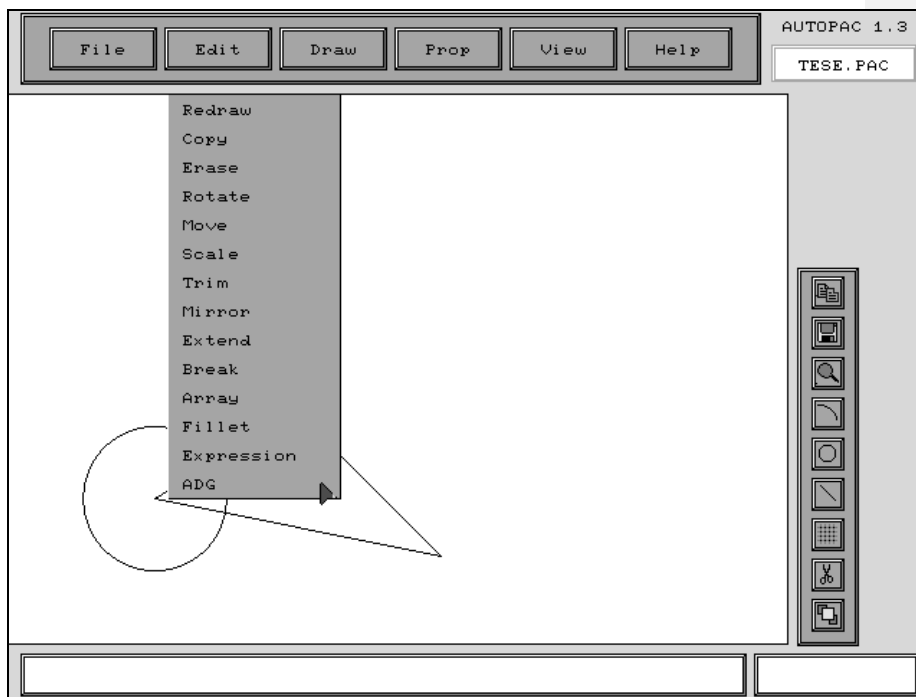 File Edit Draw Prop View Help
AUTOPAC 1.3
TESE.PAC
Redraw
Copy
Erase
Rotate
Move
Scale
Trim
Mirror
Extend
Break
Array
Fillet
Expression
ADG